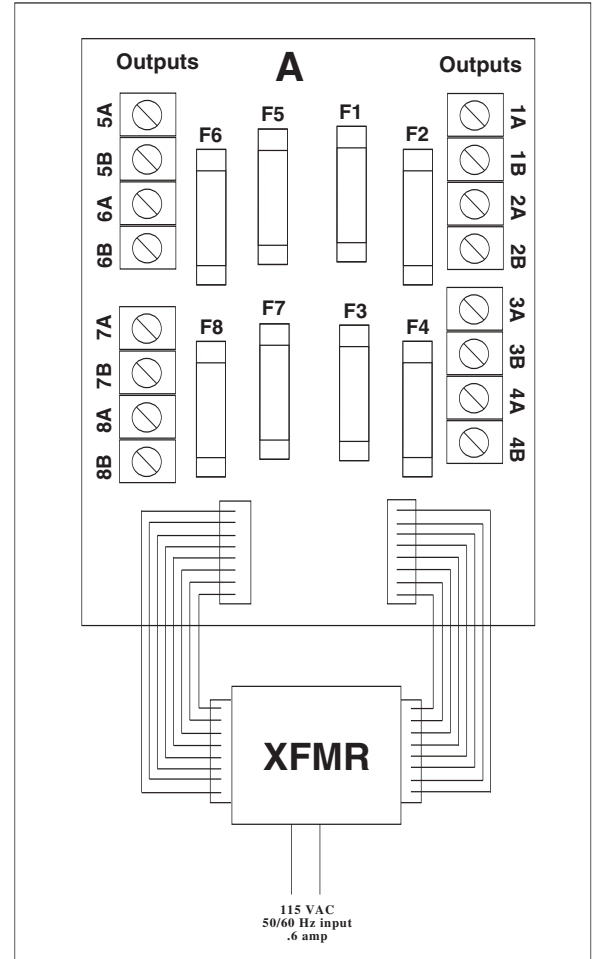 Outputs
A
Outputs
5A
5B
6A
6B
F6
F5
F1
F2
1A
1B
2A
2B
7A
7B
8A
8B
F8
F7
F3
F4
3A
3B
4A
4B
XFMR
115 VAC
50/60 Hz input
.6 amp